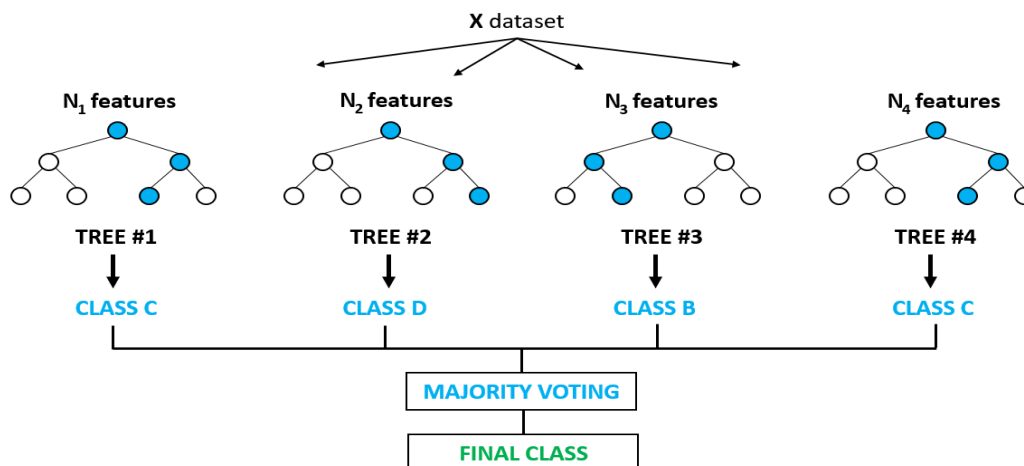 X dataset
N₁ features
N₂ features
N₃ features
N₄ features
TREE #1
TREE #2
TREE #3
TREE #4
CLASS C
CLASS D
CLASS B
CLASS C
MAJORITY VOTING
FINAL CLASS